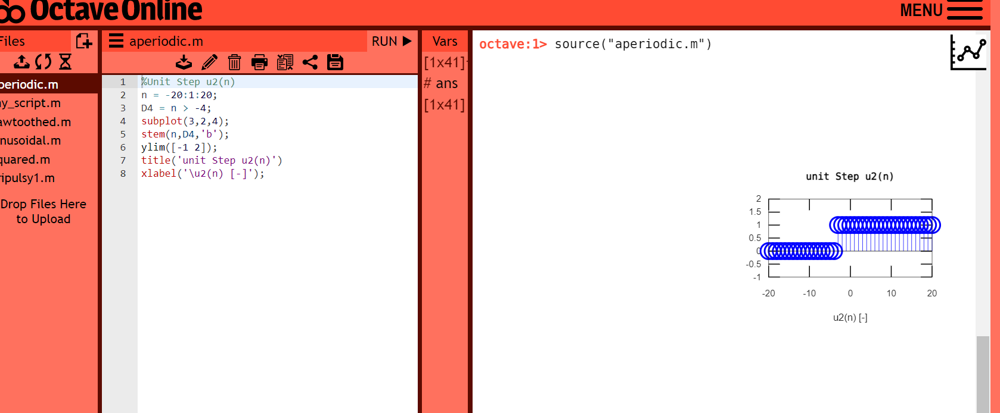 Octave Online
MENU
Files
aperiodic.m
RUN
Vars
octave:1> source("aperiodic.m")
[1x41]
# ans
[1x41]
periodic.m
y_script.m
awtoothed.m
nusoidal.m
quared.m
ipulsy1.m
Drop Files Here
to Upload
1 %Unit Step u2(n)
2 n = -20:1:20;
3 D4 = n > -4;
4 subplot(3,2,4);
5 stem(n,D4,'b');
6 ylim([-1 2]);
7 title('unit Step u2(n)')
8 xlabel('\u2(n) [-]');
unit Step u2(n)
2
1.5
1
0.5
0
-0.5
-1
-20 -10 0 10 20
u2(n) [-]